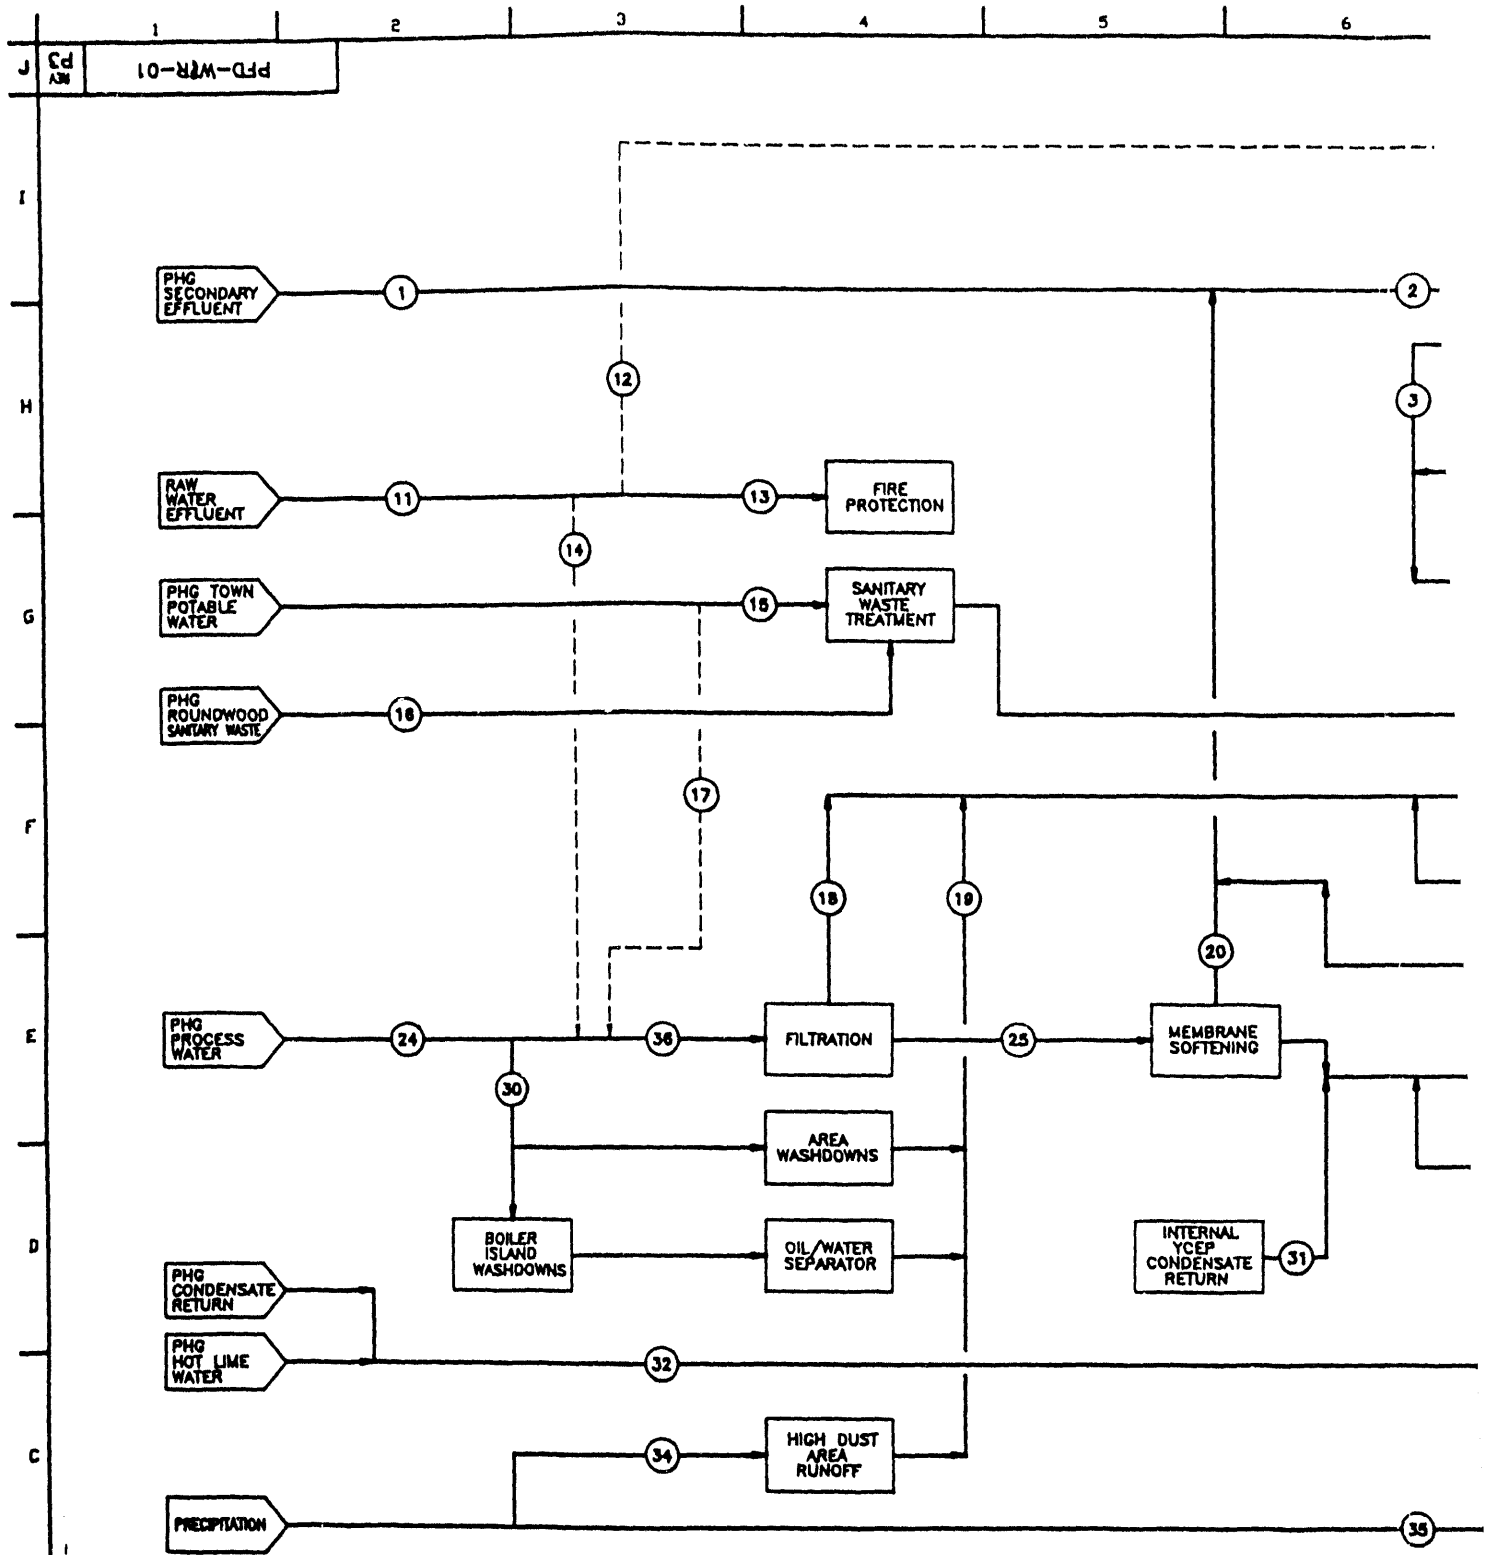 1 2 3 4 5 6
J
REV
P3
PFD-WTR-01
I
PHG
SECONDARY
EFFLUENT
1
2
12
3
H
RAW
WATER
EFFLUENT
11
13
FIRE
PROTECTION
14
PHG TOWN
POTABLE
WATER
15
SANITARY
WASTE
TREATMENT
G
PHG
ROUNDWOOD
SANITARY WASTE
16
17
F
18
19
20
E
PHG
PROCESS
WATER
24
36
FILTRATION
25
MEMBRANE
SOFTENING
30
AREA
WASHDOWNS
D
BOILER
ISLAND
WASHDOWNS
OIL/WATER
SEPARATOR
INTERNAL
YCEP
CONDENSATE
RETURN
31
PHG
CONDENSATE
RETURN
PHG
HOT LIME
WATER
32
C
34
HIGH DUST
AREA
RUNOFF
PRECIPITATION
35